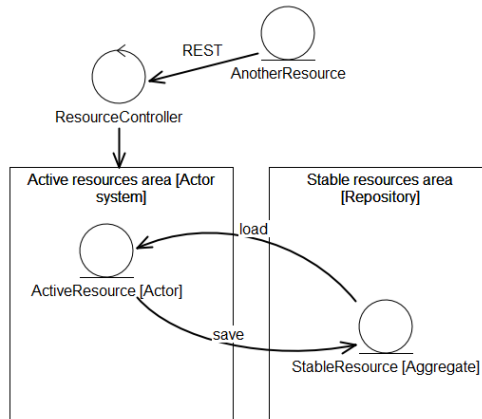 REST
AnotherResource
ResourceController
Active resources area [Actor
system]
Stable resources area
[Repository]
load
ActiveResource [Actor]
save
StableResource [Aggregate]